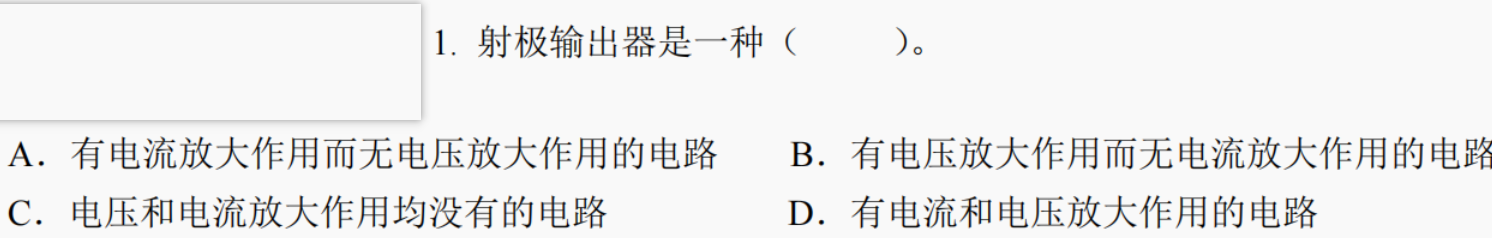 1. 射极输出器是一种（　　）。
A．有电流放大作用而无电压放大作用的电路　　B．有电压放大作用而无电流放大作用的电路
C．电压和电流放大作用均没有的电路　　D．有电流和电压放大作用的电路